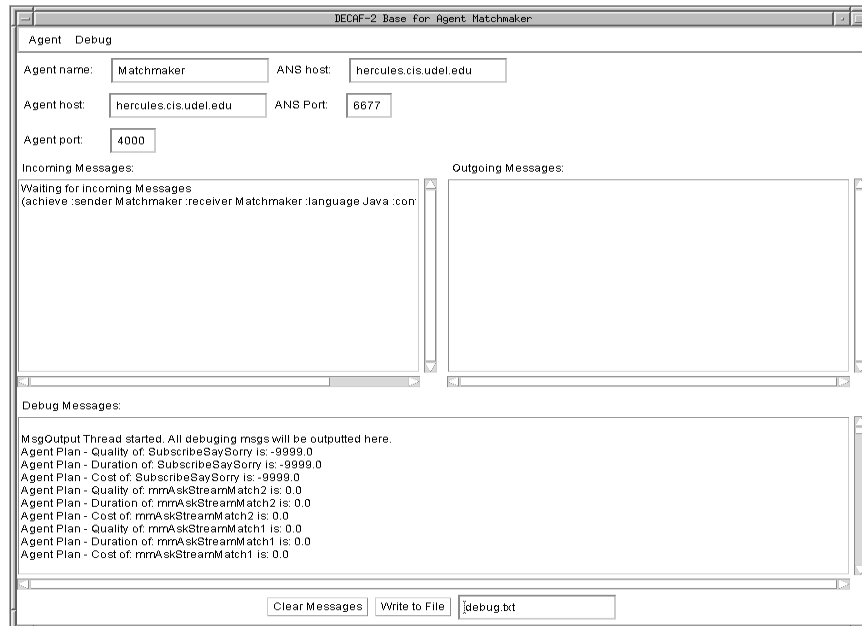 DECAF-2 Base for Agent Matchmaker
Agent Debug
Agent name: Matchmaker ANS host: hercules.cis.udel.edu
Agent host: hercules.cis.udel.edu ANS Port: 6677
Agent port: 4000
Incoming Messages: Outgoing Messages:
Waiting for incoming Messages
(achieve :sender Matchmaker :receiver Matchmaker :language Java :con
Debug Messages:
MsgOutput Thread started. All debuging msgs will be outputted here.
Agent Plan - Quality of: SubscribeSaySorry is: -9999.0
Agent Plan - Duration of: SubscribeSaySorry is: -9999.0
Agent Plan - Cost of: SubscribeSaySorry is: -9999.0
Agent Plan - Quality of: mmAskStreamMatch2 is: 0.0
Agent Plan - Duration of: mmAskStreamMatch2 is: 0.0
Agent Plan - Cost of: mmAskStreamMatch2 is: 0.0
Agent Plan - Quality of: mmAskStreamMatch1 is: 0.0
Agent Plan - Duration of: mmAskStreamMatch1 is: 0.0
Agent Plan - Cost of: mmAskStreamMatch1 is: 0.0
Clear Messages Write to File debug.txt